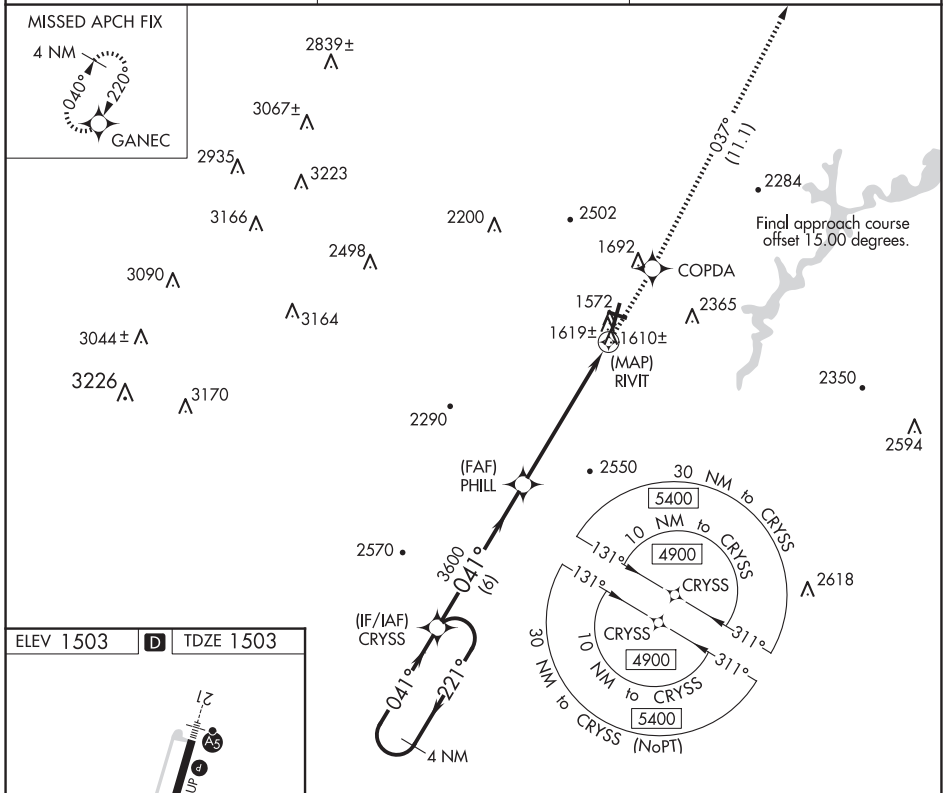 MISSED APCH FIX
4 NM
040°
220°
GANEC
2839±
3067±
2935
3223
3166
2200
2502
2498
3090
3164
3044±
3226
3170
037°
(11.1)
2284
Final approach course
offset 15.00 degrees.
1692
COPDA
1572
2365
1619±
1610±
(MAP)
RIVIT
2350
2290
2594
(FAF)
PHILL
2550
2570
3600
041°
(6)
(IF/IAF)
CRYSS
041°
221°
4 NM
30 NM to CRYSS
5400
10 NM to CRYSS
4900
131°
CRYSS
311°
2618
131°
CRYSS
311°
4900
10 NM to CRYSS
5400
30 NM to CRYSS (NoPT)
ELEV 1503
D
TDZE 1503
21
A5
P
UP